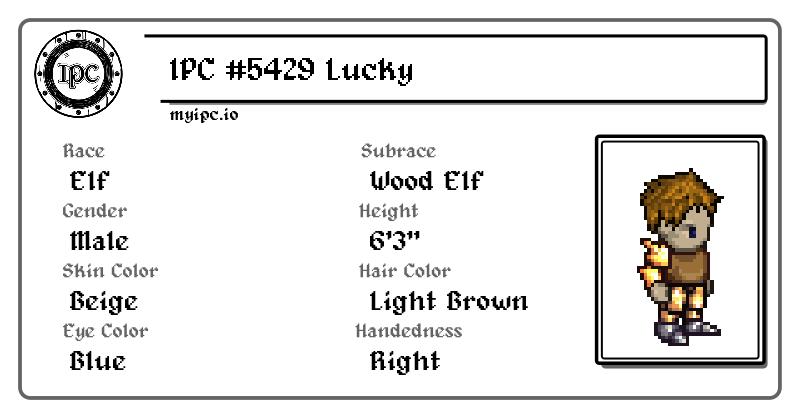 IPC
IPC #5429 Lucky
myipc.io
Race
Elf
Subrace
Wood Elf
Gender
Male
Height
6'3"
Skin Color
Beige
Hair Color
Light Brown
Eye Color
Blue
Handedness
Right